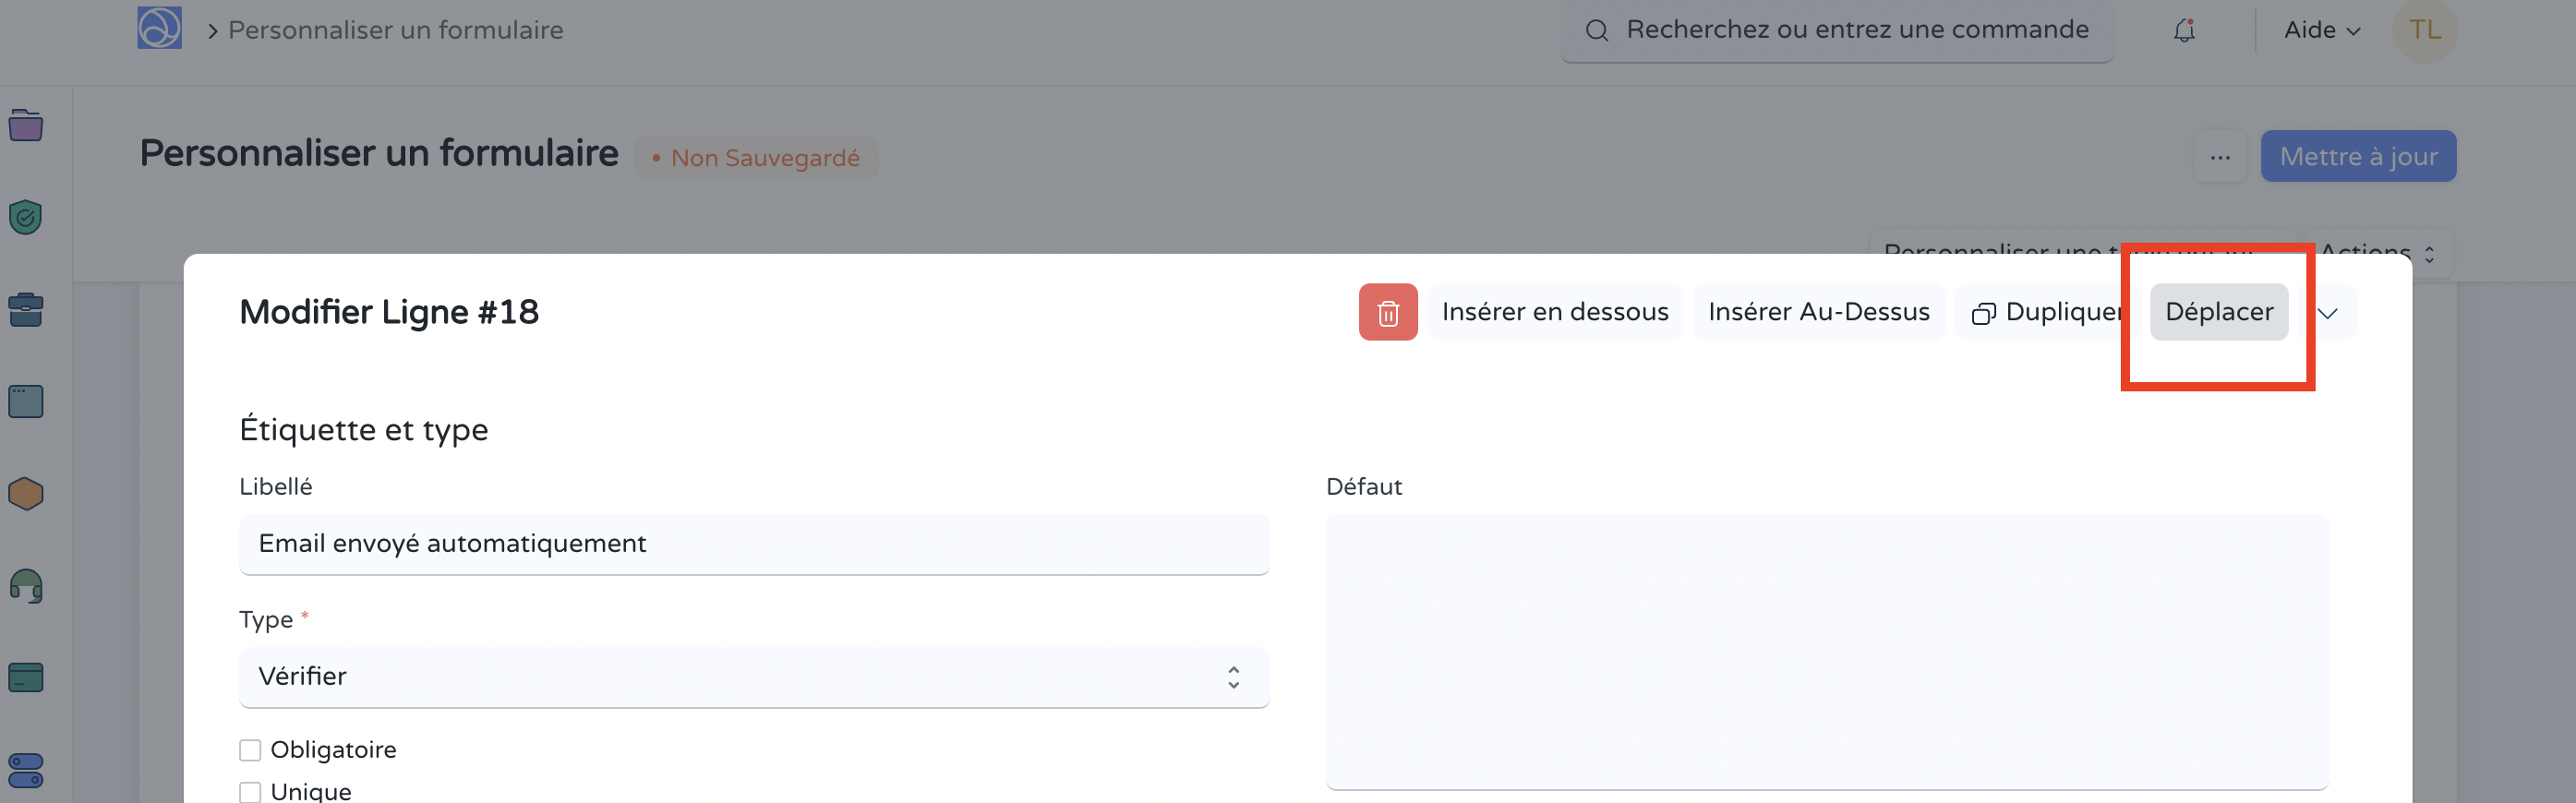 Personnaliser un formulaire
Recherchez ou entrez une commande
Aide
TL
Personnaliser un formulaire
• Non Sauvegardé
...
Mettre à jour
Personnaliser une
Actions
Modifier Ligne #18
Insérer en dessous
Insérer Au-Dessus
Dupliquer
Déplacer
Étiquette et type
Libellé
Défaut
Email envoyé automatiquement
Type *
Vérifier
Obligatoire
Unique